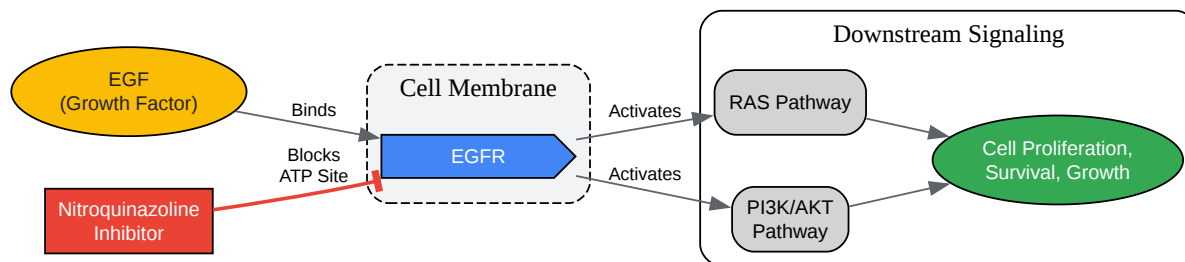 EGF
(Growth Factor)
Binds
Blocks
ATP Site
Nitroquinazoline
Inhibitor
Cell Membrane
EGFR
Activates
Activates
Downstream Signaling
RAS Pathway
PI3K/AKT
Pathway
Cell Proliferation,
Survival, Growth